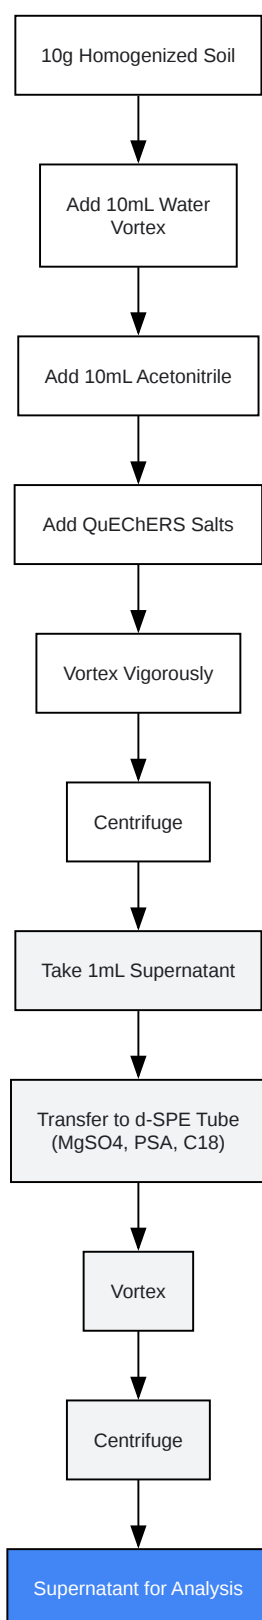 10g Homogenized Soil
Add 10mL Water
Vortex
Add 10mL Acetonitrile
Add QuEChERS Salts
Vortex Vigorously
Centrifuge
Take 1mL Supernatant
Transfer to d-SPE Tube
(MgSO4, PSA, C18)
Vortex
Centrifuge
Supernatant for Analysis